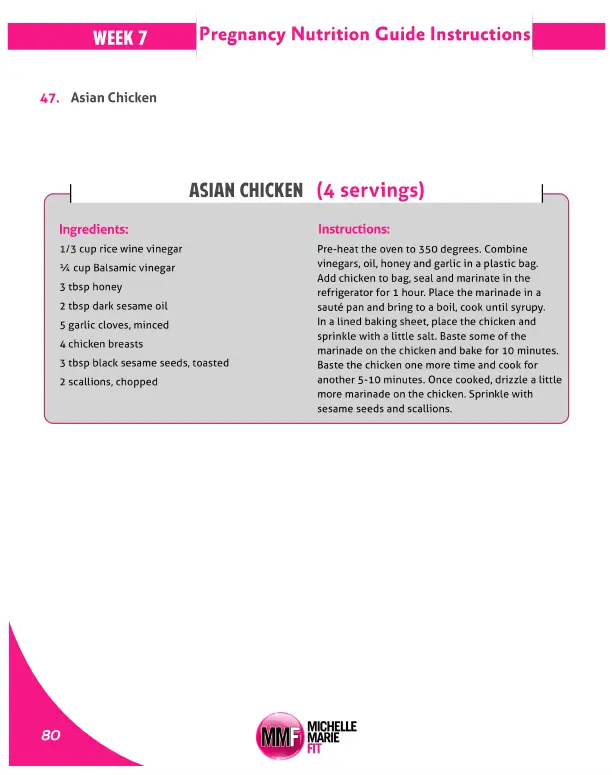 WEEK 7
Pregnancy Nutrition Guide Instructions
47. Asian Chicken
ASIAN CHICKEN (4 servings)
Ingredients:
1/3 cup rice wine vinegar
¼ cup Balsamic vinegar
3 tbsp honey
2 tbsp dark sesame oil
5 garlic cloves, minced
4 chicken breasts
3 tbsp black sesame seeds, toasted
2 scallions, chopped
Instructions:
Pre-heat the oven to 350 degrees. Combine
vinegars, oil, honey and garlic in a plastic bag.
Add chicken to bag, seal and marinate in the
refrigerator for 1 hour. Place the marinade in a
sauté pan and bring to a boil, cook until syrupy.
In a lined baking sheet, place the chicken and
sprinkle with a little salt. Baste some of the
marinade on the chicken and bake for 10 minutes.
Baste the chicken one more time and cook for
another 5-10 minutes. Once cooked, drizzle a little
more marinade on the chicken. Sprinkle with
sesame seeds and scallions.
80
MMF
MICHELLE
MARIE
FIT